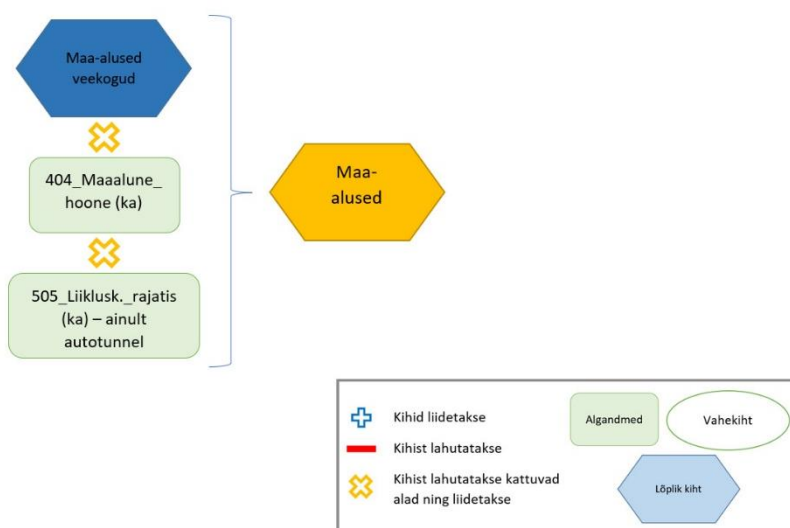 Maa-alused
veekogud
404_Maaalune_
hoone (ka)
505_Liiklusk._rajatis
(ka) – ainult
autotunnel
Maa-
alused
Kihid liidetakse
Kihist lahutatakse
Kihist lahutatakse kattuvad
alad ning liidetakse
Algandmed
Vahekiht
Lõplik kiht